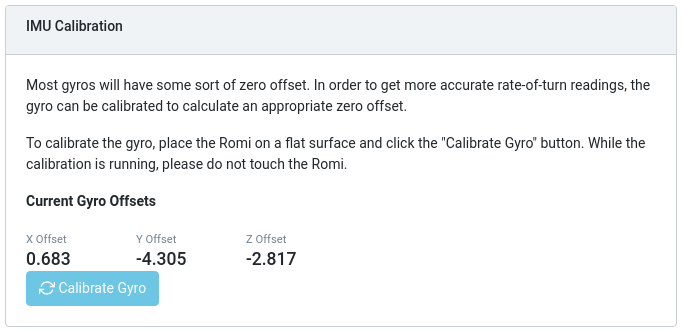 IMU Calibration
Most gyros will have some sort of zero offset. In order to get more accurate rate-of-turn readings, the
gyro can be calibrated to calculate an appropriate zero offset.
To calibrate the gyro, place the Romi on a flat surface and click the "Calibrate Gyro" button. While the
calibration is running, please do not touch the Romi.
Current Gyro Offsets
X Offset Y Offset Z Offset
0.683 -4.305 -2.817
Calibrate Gyro